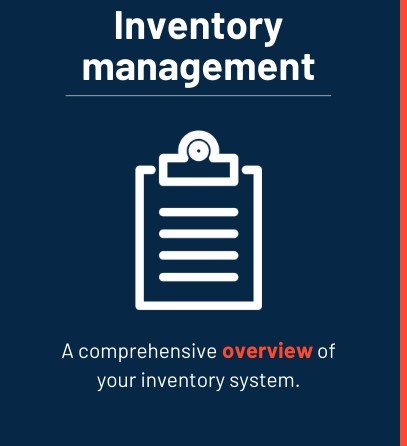 Inventory
management
A comprehensive overview of
your inventory system.